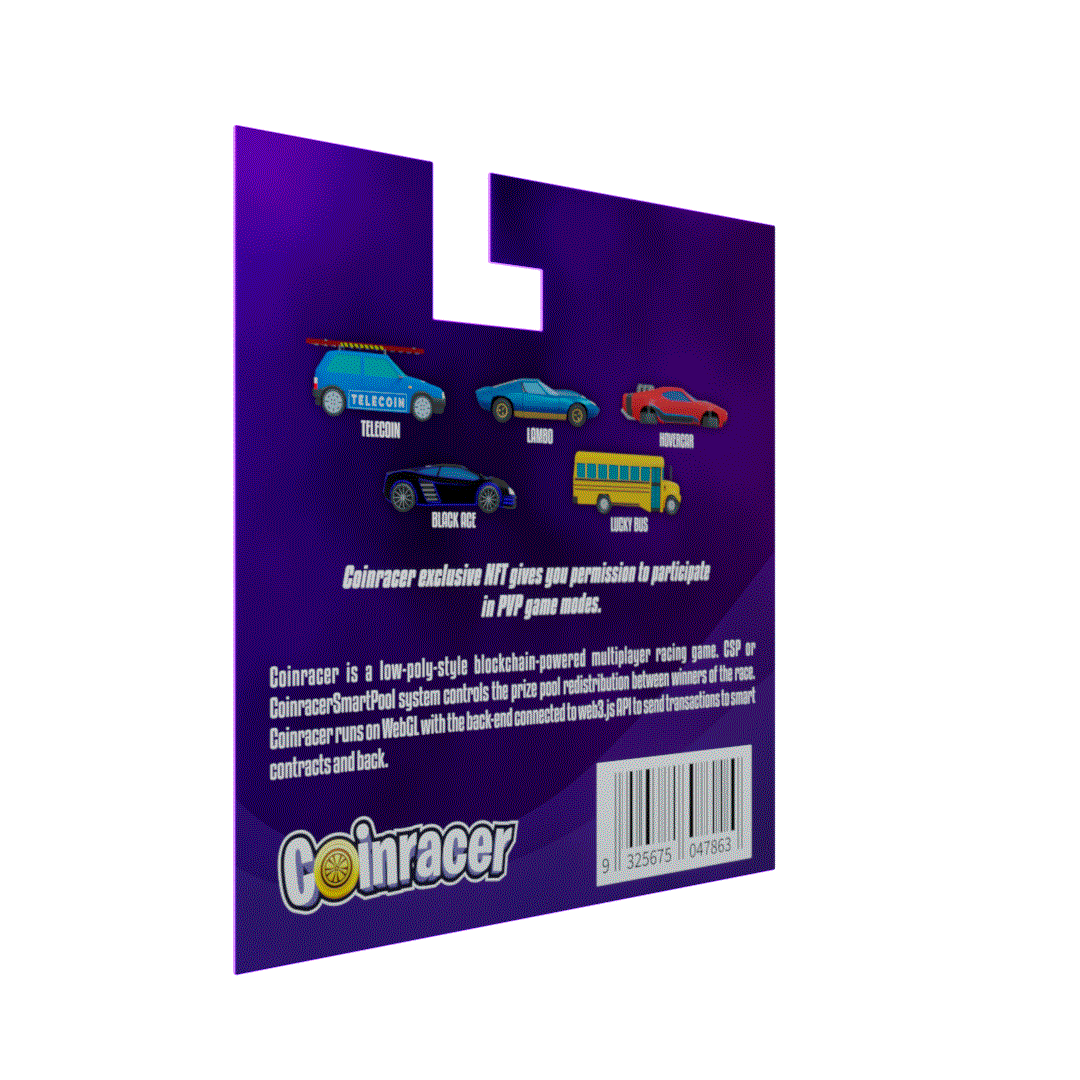 TELECOIN
TELECOIN
LAMBO
HOVERCAR
BLACK ACE
LUCKY BUS
Coinracer exclusive NFT gives you permission to participate
in PVP game modes.
Coinracer is a low-poly-style blockchain-powered multiplayer racing game. CSP or
CoinracerSmartPool system controls the prize pool redistribution between winners of the race.
Coinracer runs on WebGL with the back-end connected to web3.js API to send transactions to smart
contracts and back.
Coinracer
9 325675 047863